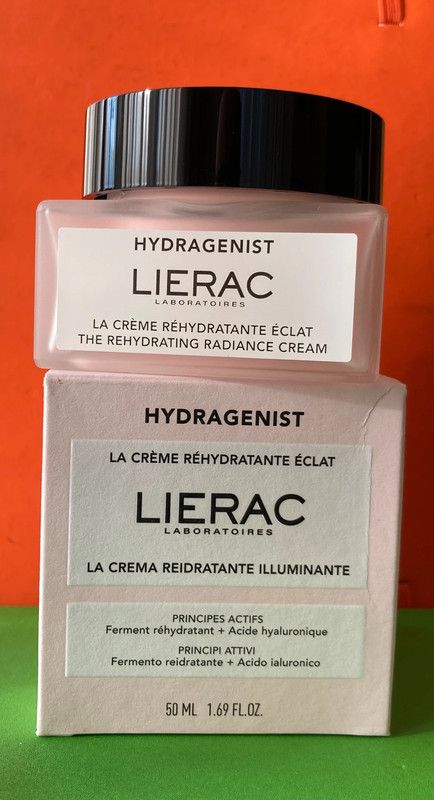 HYDRAGENIST
LIERAC
LABORATOIRES
LA CRÈME RÉHYDRATANTE ÉCLAT
THE REHYDRATING RADIANCE CREAM
HYDRAGENIST
LA CRÈME RÉHYDRATANTE ÉCLAT
LIERAC
LABORATOIRES
LA CREMA REIDRATANTE ILLUMINANTE
PRINCIPES ACTIFS
Ferment réhydratant + Acide hyaluronique
PRINCIPI ATTIVI
Fermento reidratante + Acido ialuronico
50 ML 1.69 FL.OZ.